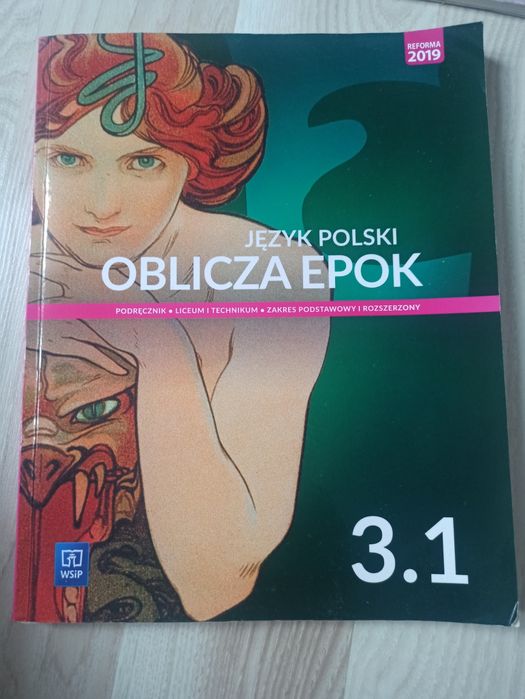 REFORMA
2019
JĘZYK POLSKI
OBLICZA EPOK
PODRĘCZNIK • LICEUM I TECHNIKUM • ZAKRES PODSTAWOWY I ROZSZERZONY
3.1
WSiP